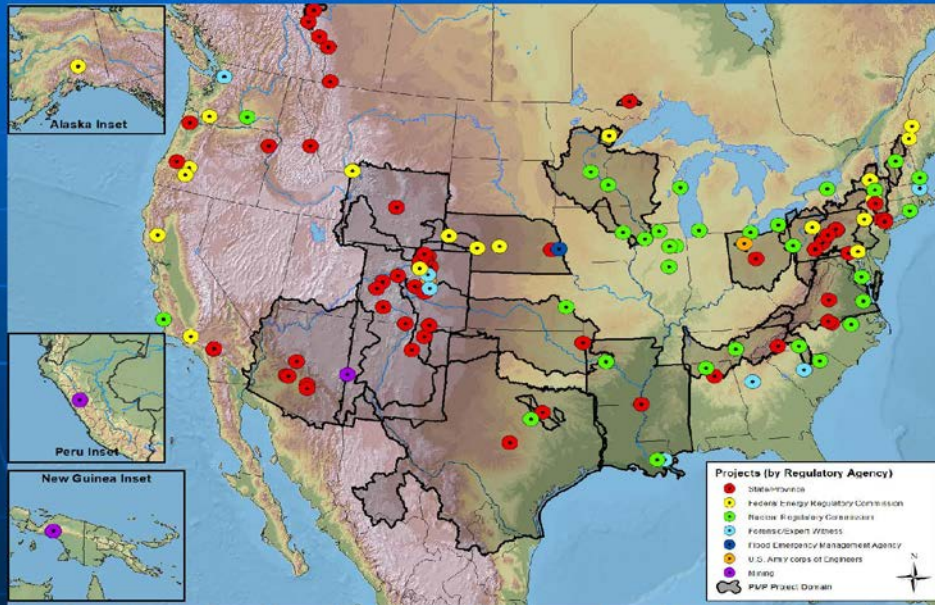 Alaska Inset
Peru Inset
New Guinea Inset
Projects (by Regulatory Agency)
State/Province
Federal Energy Regulatory Commission
Nuclear Regulatory Commission
Forensic/Expert Witness
Flood Emergency Management Agency
U.S. Army corps of Engineers
Mining
PMP Project Domain
N